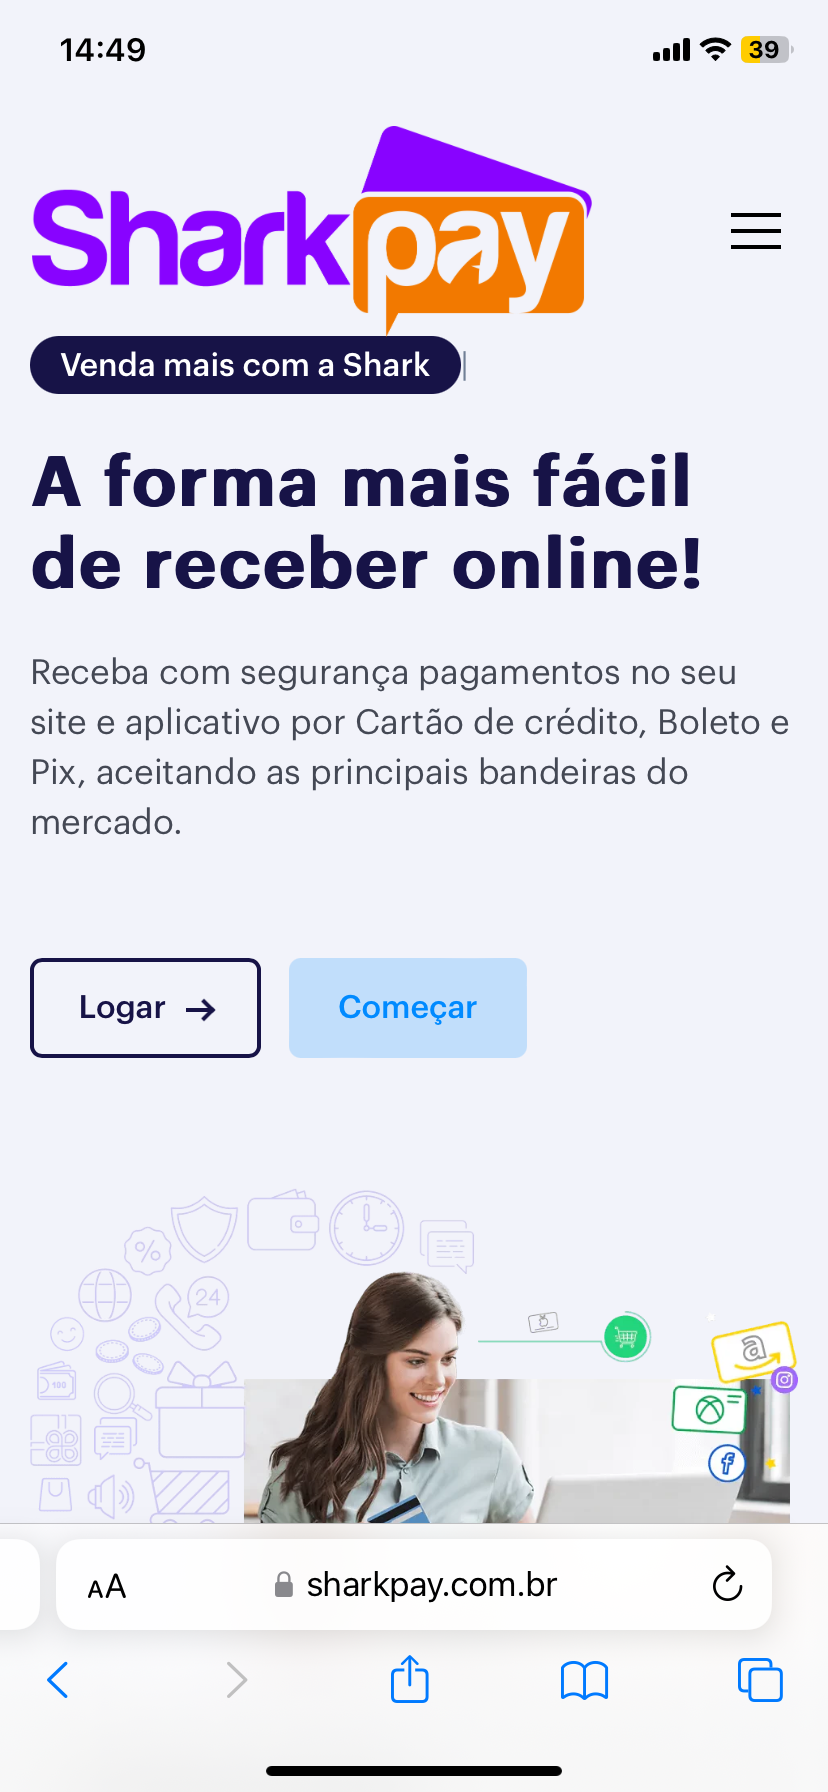 14:49
39
Sharkpay
Venda mais com a Shark
A forma mais fácil
de receber online!
Receba com segurança pagamentos no seu
site e aplicativo por Cartão de crédito, Boleto e
Pix, aceitando as principais bandeiras do
mercado.
Logar →
Começar
%
24
100
a
f
AA
sharkpay.com.br